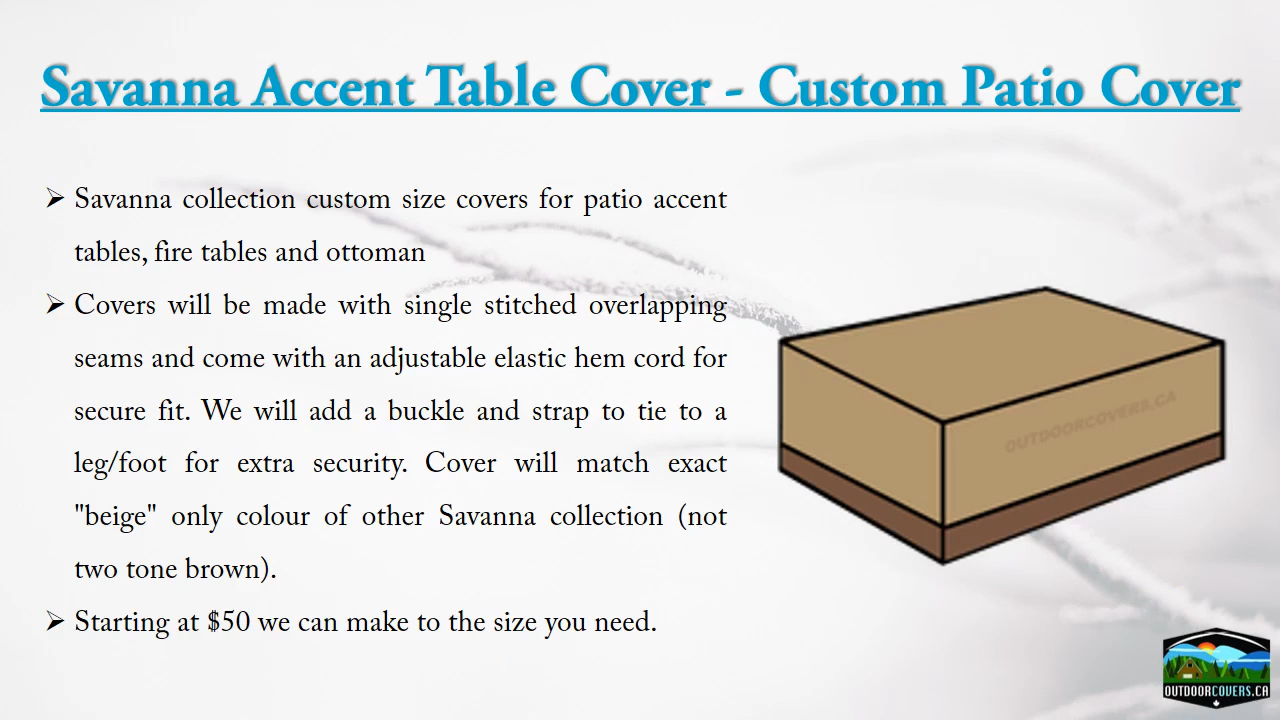 Savanna Accent Table Cover - Custom Patio Cover
➢ Savanna collection custom size covers for patio accent
tables, fire tables and ottoman
➢ Covers will be made with single stitched overlapping
seams and come with an adjustable elastic hem cord for
secure fit. We will add a buckle and strap to tie to a
leg/foot for extra security. Cover will match exact
"beige" only colour of other Savanna collection (not
two tone brown).
➢ Starting at $50 we can make to the size you need.
OUTDOORCOVERS.CA
OUTDOORCOVERS.CA